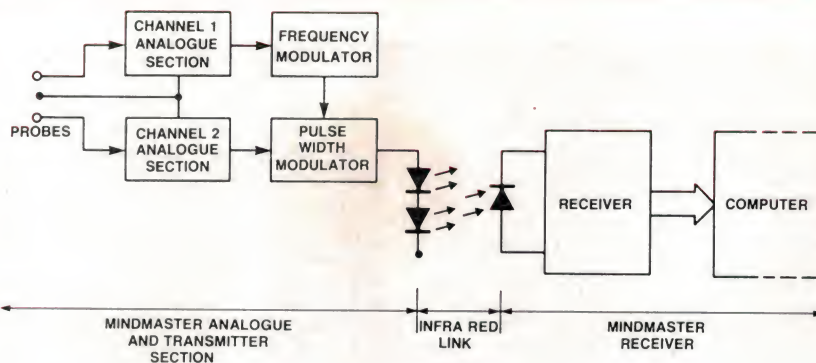 CHANNEL 1
ANALOGUE
SECTION
FREQUENCY
MODULATOR
PROBES
CHANNEL 2
ANALOGUE
SECTION
PULSE
WIDTH
MODULATOR
RECEIVER
COMPUTER
MINDMASTER ANALOGUE
AND TRANSMITTER
SECTION
INFRA RED
LINK
MINDMASTER
RECEIVER